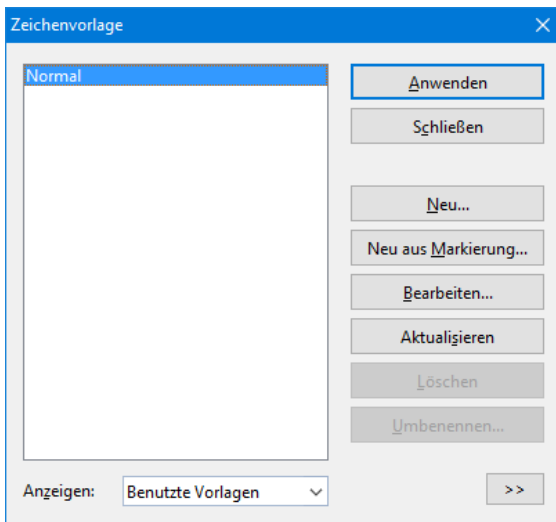 Zeichenvorlage
Normal
Anwenden
Schließen
Neu...
Neu aus Markierung...
Bearbeiten...
Aktualisieren
Löschen
Umbenennen...
Anzeigen: Benutzte Vorlagen >>